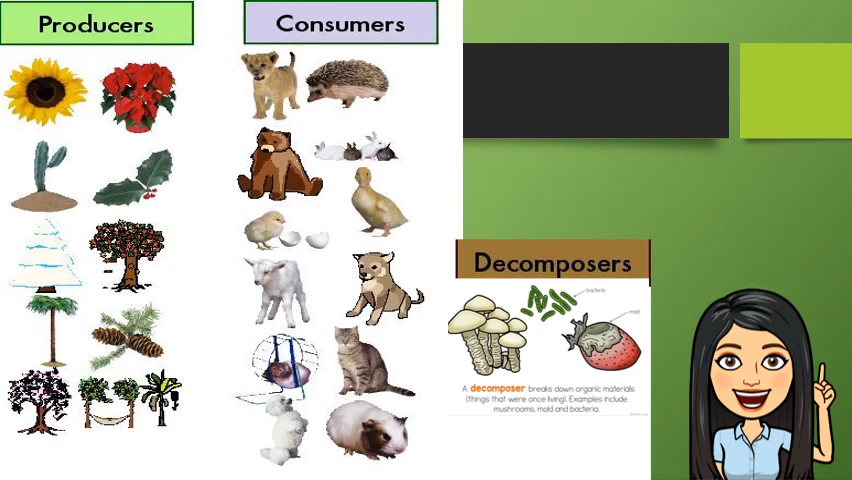 Producers
Consumers
Decomposers
bacteria
mold
A decomposer breaks down organic materials
(things that were once living). Examples include
mushrooms, mold and bacteria.